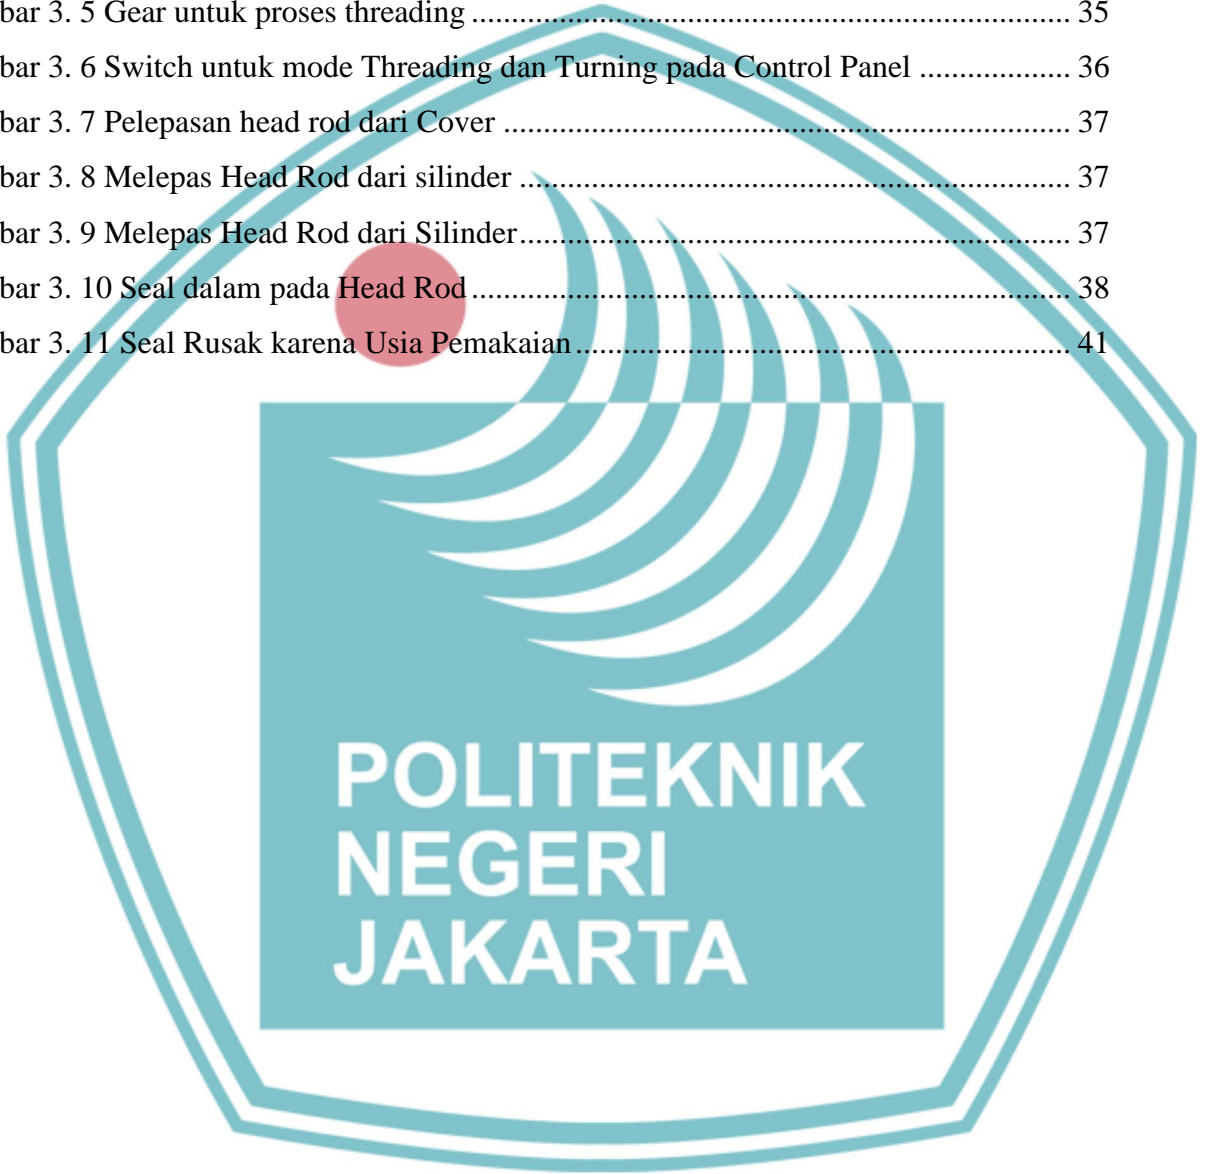 bar 3. 5 Gear untuk proses threading ........................................................................... 35
bar 3. 6 Switch untuk mode Threading dan Turning pada Control Panel ................... 36
bar 3. 7 Pelepasan head rod dari Cover ....................................................................... 37
bar 3. 8 Melepas Head Rod dari silinder ..................................................................... 37
bar 3. 9 Melepas Head Rod dari Silinder..................................................................... 37
bar 3. 10 Seal dalam pada Head Rod ........................................................................... 38
bar 3. 11 Seal Rusak karena Usia Pemakaian .............................................................. 41
POLITEKNIK
NEGERI
JAKARTA